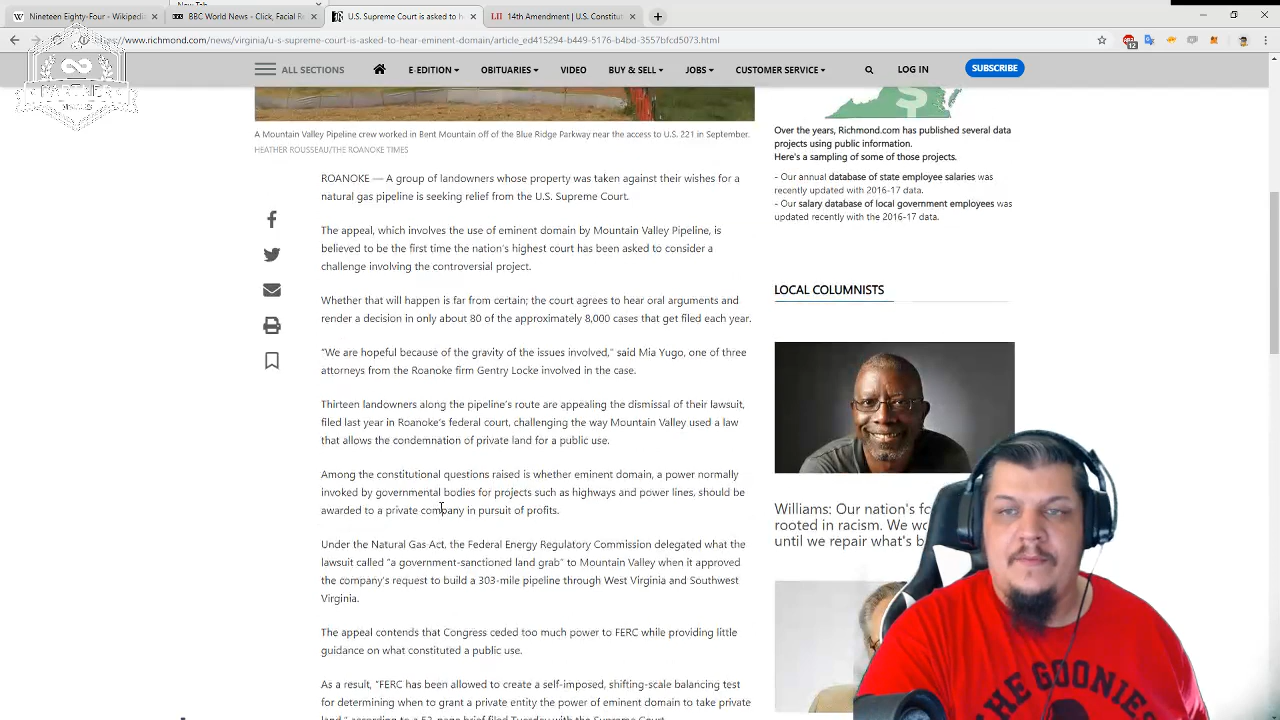 Nineteen Eighty-Four - Wikiped
BBC World News - Click, Facial Re
U.S. Supreme Court is asked to h
LII 14th Amendment | U.S. Constitut
www.richmond.com/news/virginia/u-s-supreme-court-is-asked-to-hear-eminent-domain/article_ed415294-b449-5176-b4bd-3557bfcd5073.html
12
ALL SECTIONS
E-EDITION
OBITUARIES
VIDEO
BUY & SELL
JOBS
CUSTOMER SERVICE
LOG IN
SUBSCRIBE
A Mountain Valley Pipeline crew worked in Bent Mountain off of the Blue Ridge Parkway near the access to U.S. 221 in September.
HEATHER ROUSSEAU/THE ROANOKE TIMES
ROANOKE — A group of landowners whose property was taken against their wishes for a
natural gas pipeline is seeking relief from the U.S. Supreme Court.
The appeal, which involves the use of eminent domain by Mountain Valley Pipeline, is
believed to be the first time the nation's highest court has been asked to consider a
challenge involving the controversial project.
Whether that will happen is far from certain; the court agrees to hear oral arguments and
render a decision in only about 80 of the approximately 8,000 cases that get filed each year.
"We are hopeful because of the gravity of the issues involved," said Mia Yugo, one of three
attorneys from the Roanoke firm Gentry Locke involved in the case.
Thirteen landowners along the pipeline's route are appealing the dismissal of their lawsuit,
filed last year in Roanoke's federal court, challenging the way Mountain Valley used a law
that allows the condemnation of private land for a public use.
Among the constitutional questions raised is whether eminent domain, a power normally
invoked by governmental bodies for projects such as highways and power lines, should be
awarded to a private company in pursuit of profits.
Under the Natural Gas Act, the Federal Energy Regulatory Commission delegated what the
lawsuit called "a government-sanctioned land grab" to Mountain Valley when it approved
the company's request to build a 303-mile pipeline through West Virginia and Southwest
Virginia.
The appeal contends that Congress ceded too much power to FERC while providing little
guidance on what constituted a public use.
As a result, "FERC has been allowed to create a self-imposed, shifting-scale balancing test
for determining when to grant a private entity the power of eminent domain to take private
land," according to a 52-page brief filed Tuesday with the Supreme Court.
Over the years, Richmond.com has published several data
projects using public information.
Here's a sampling of some of those projects.
- Our annual database of state employee salaries was
recently updated with 2016-17 data.
- Our salary database of local government employees was
updated recently with the 2016-17 data.
LOCAL COLUMNISTS
Williams: Our nation's fo
rooted in racism. We wo
until we repair what's b
THE GOONIES